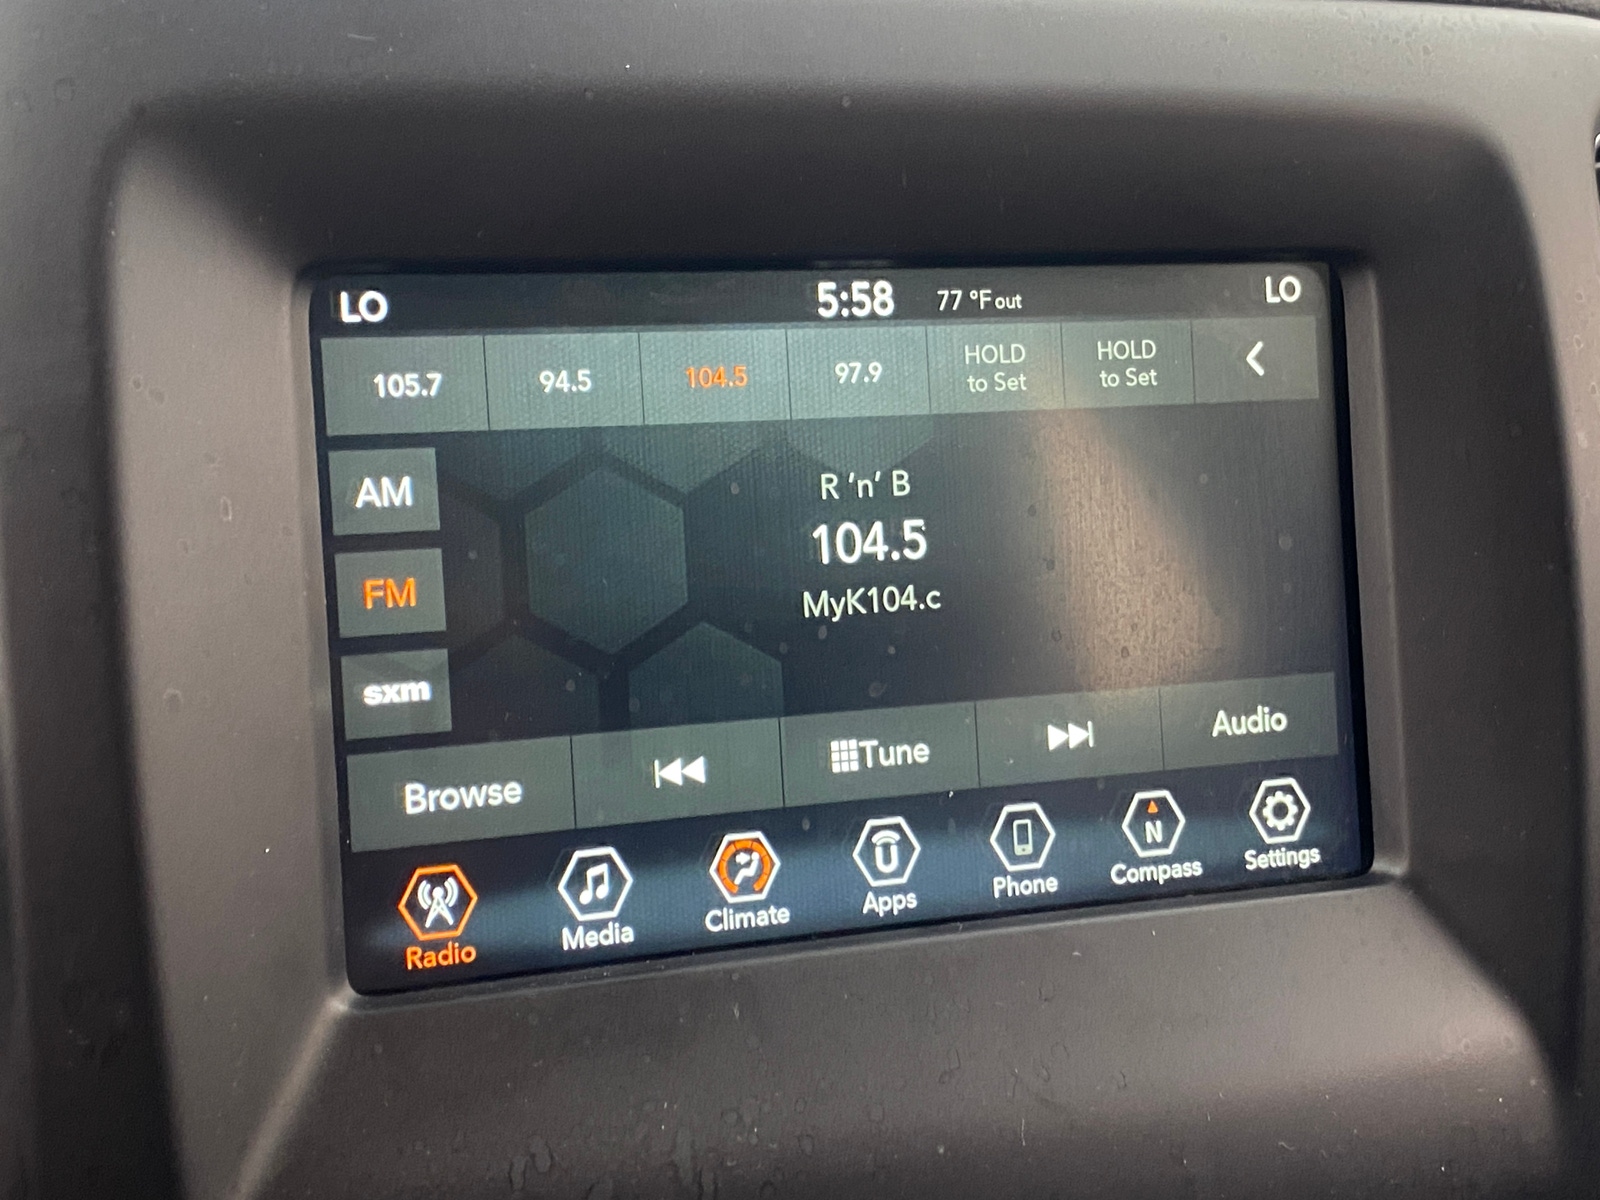 LO 5:58 77 °F out LO
105.7 94.5 104.5 97.9 HOLD to Set HOLD to Set
AM
FM
sxm
R 'n' B
104.5
MyK104.c
Browse Tune Audio
Radio Media Climate Apps Phone N Compass Settings